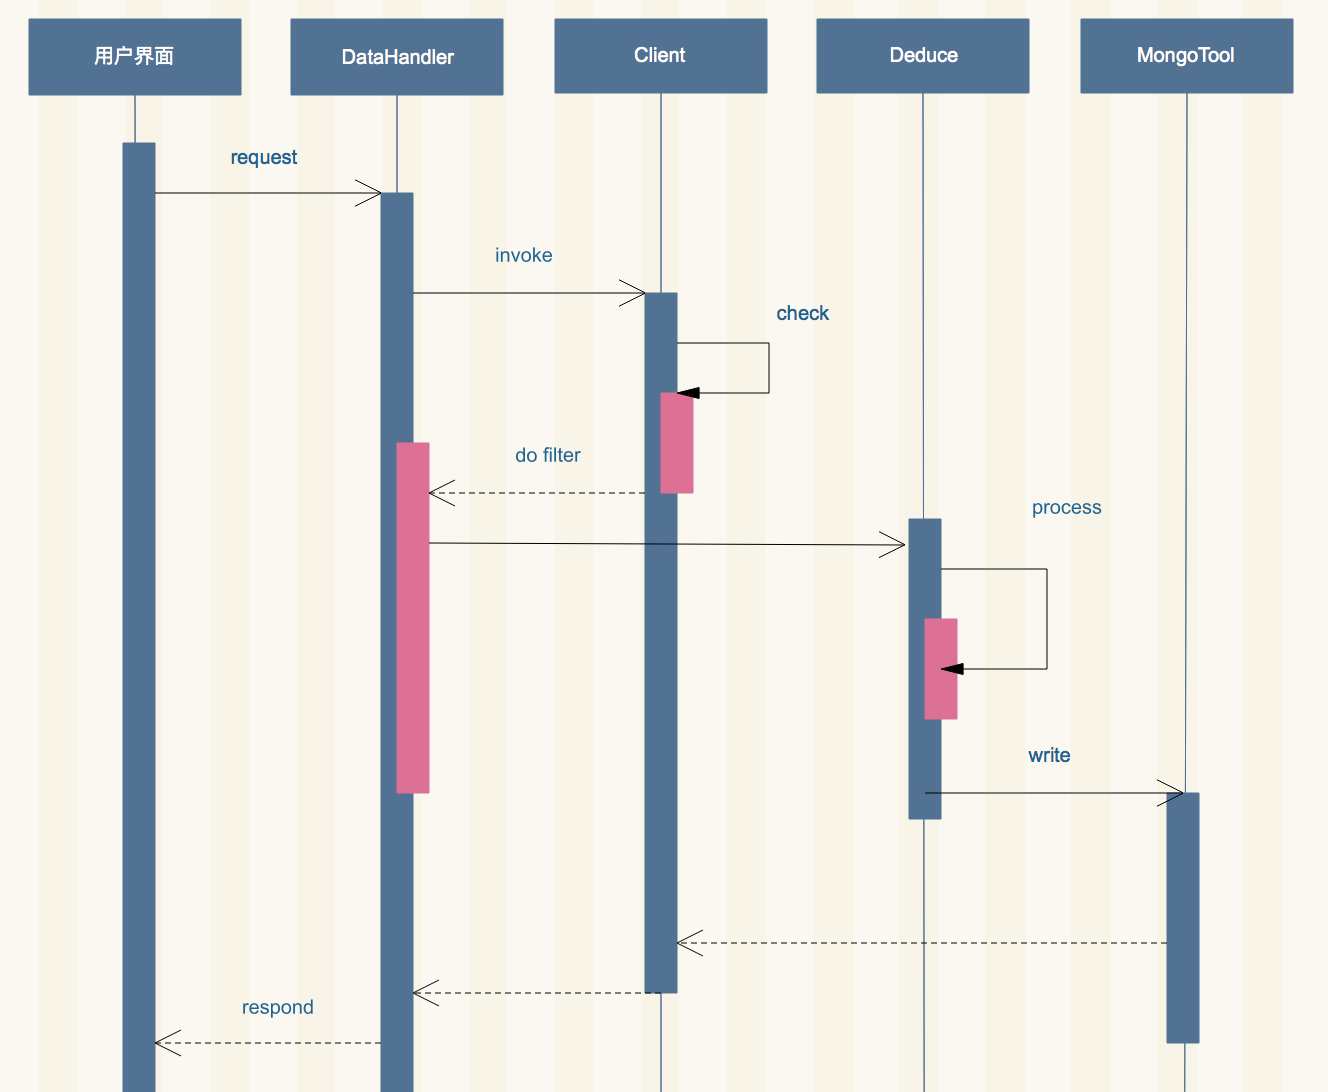 用户界面
DataHandler
Client
Deduce
MongoTool
request
invoke
check
do filter
process
write
respond